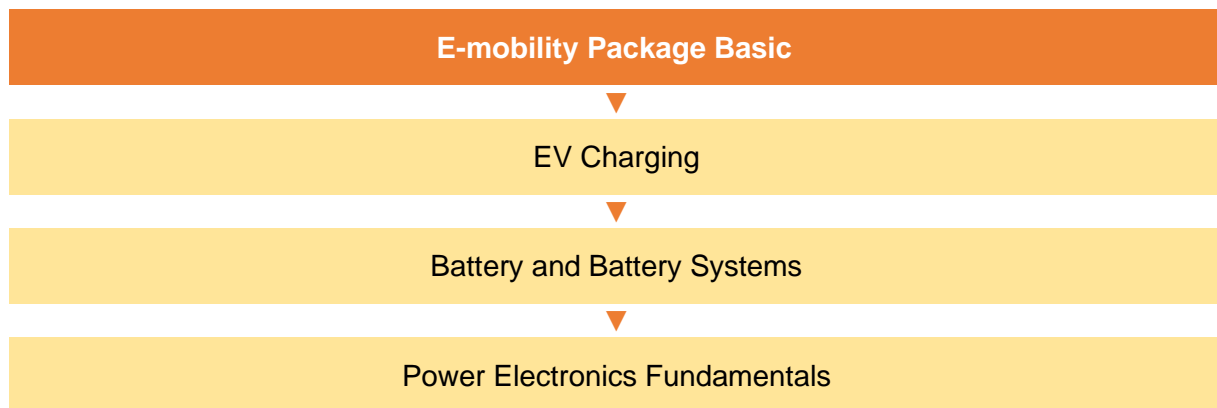 E-mobility Package Basic
EV Charging
Battery and Battery Systems
Power Electronics Fundamentals